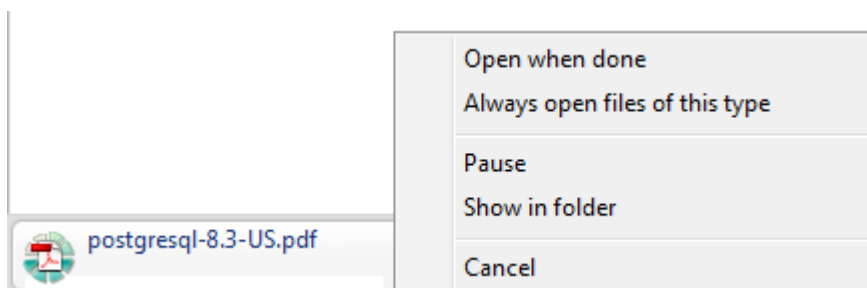 Open when done
Always open files of this type
Pause
Show in folder
postgresql-8.3-US.pdf
Cancel